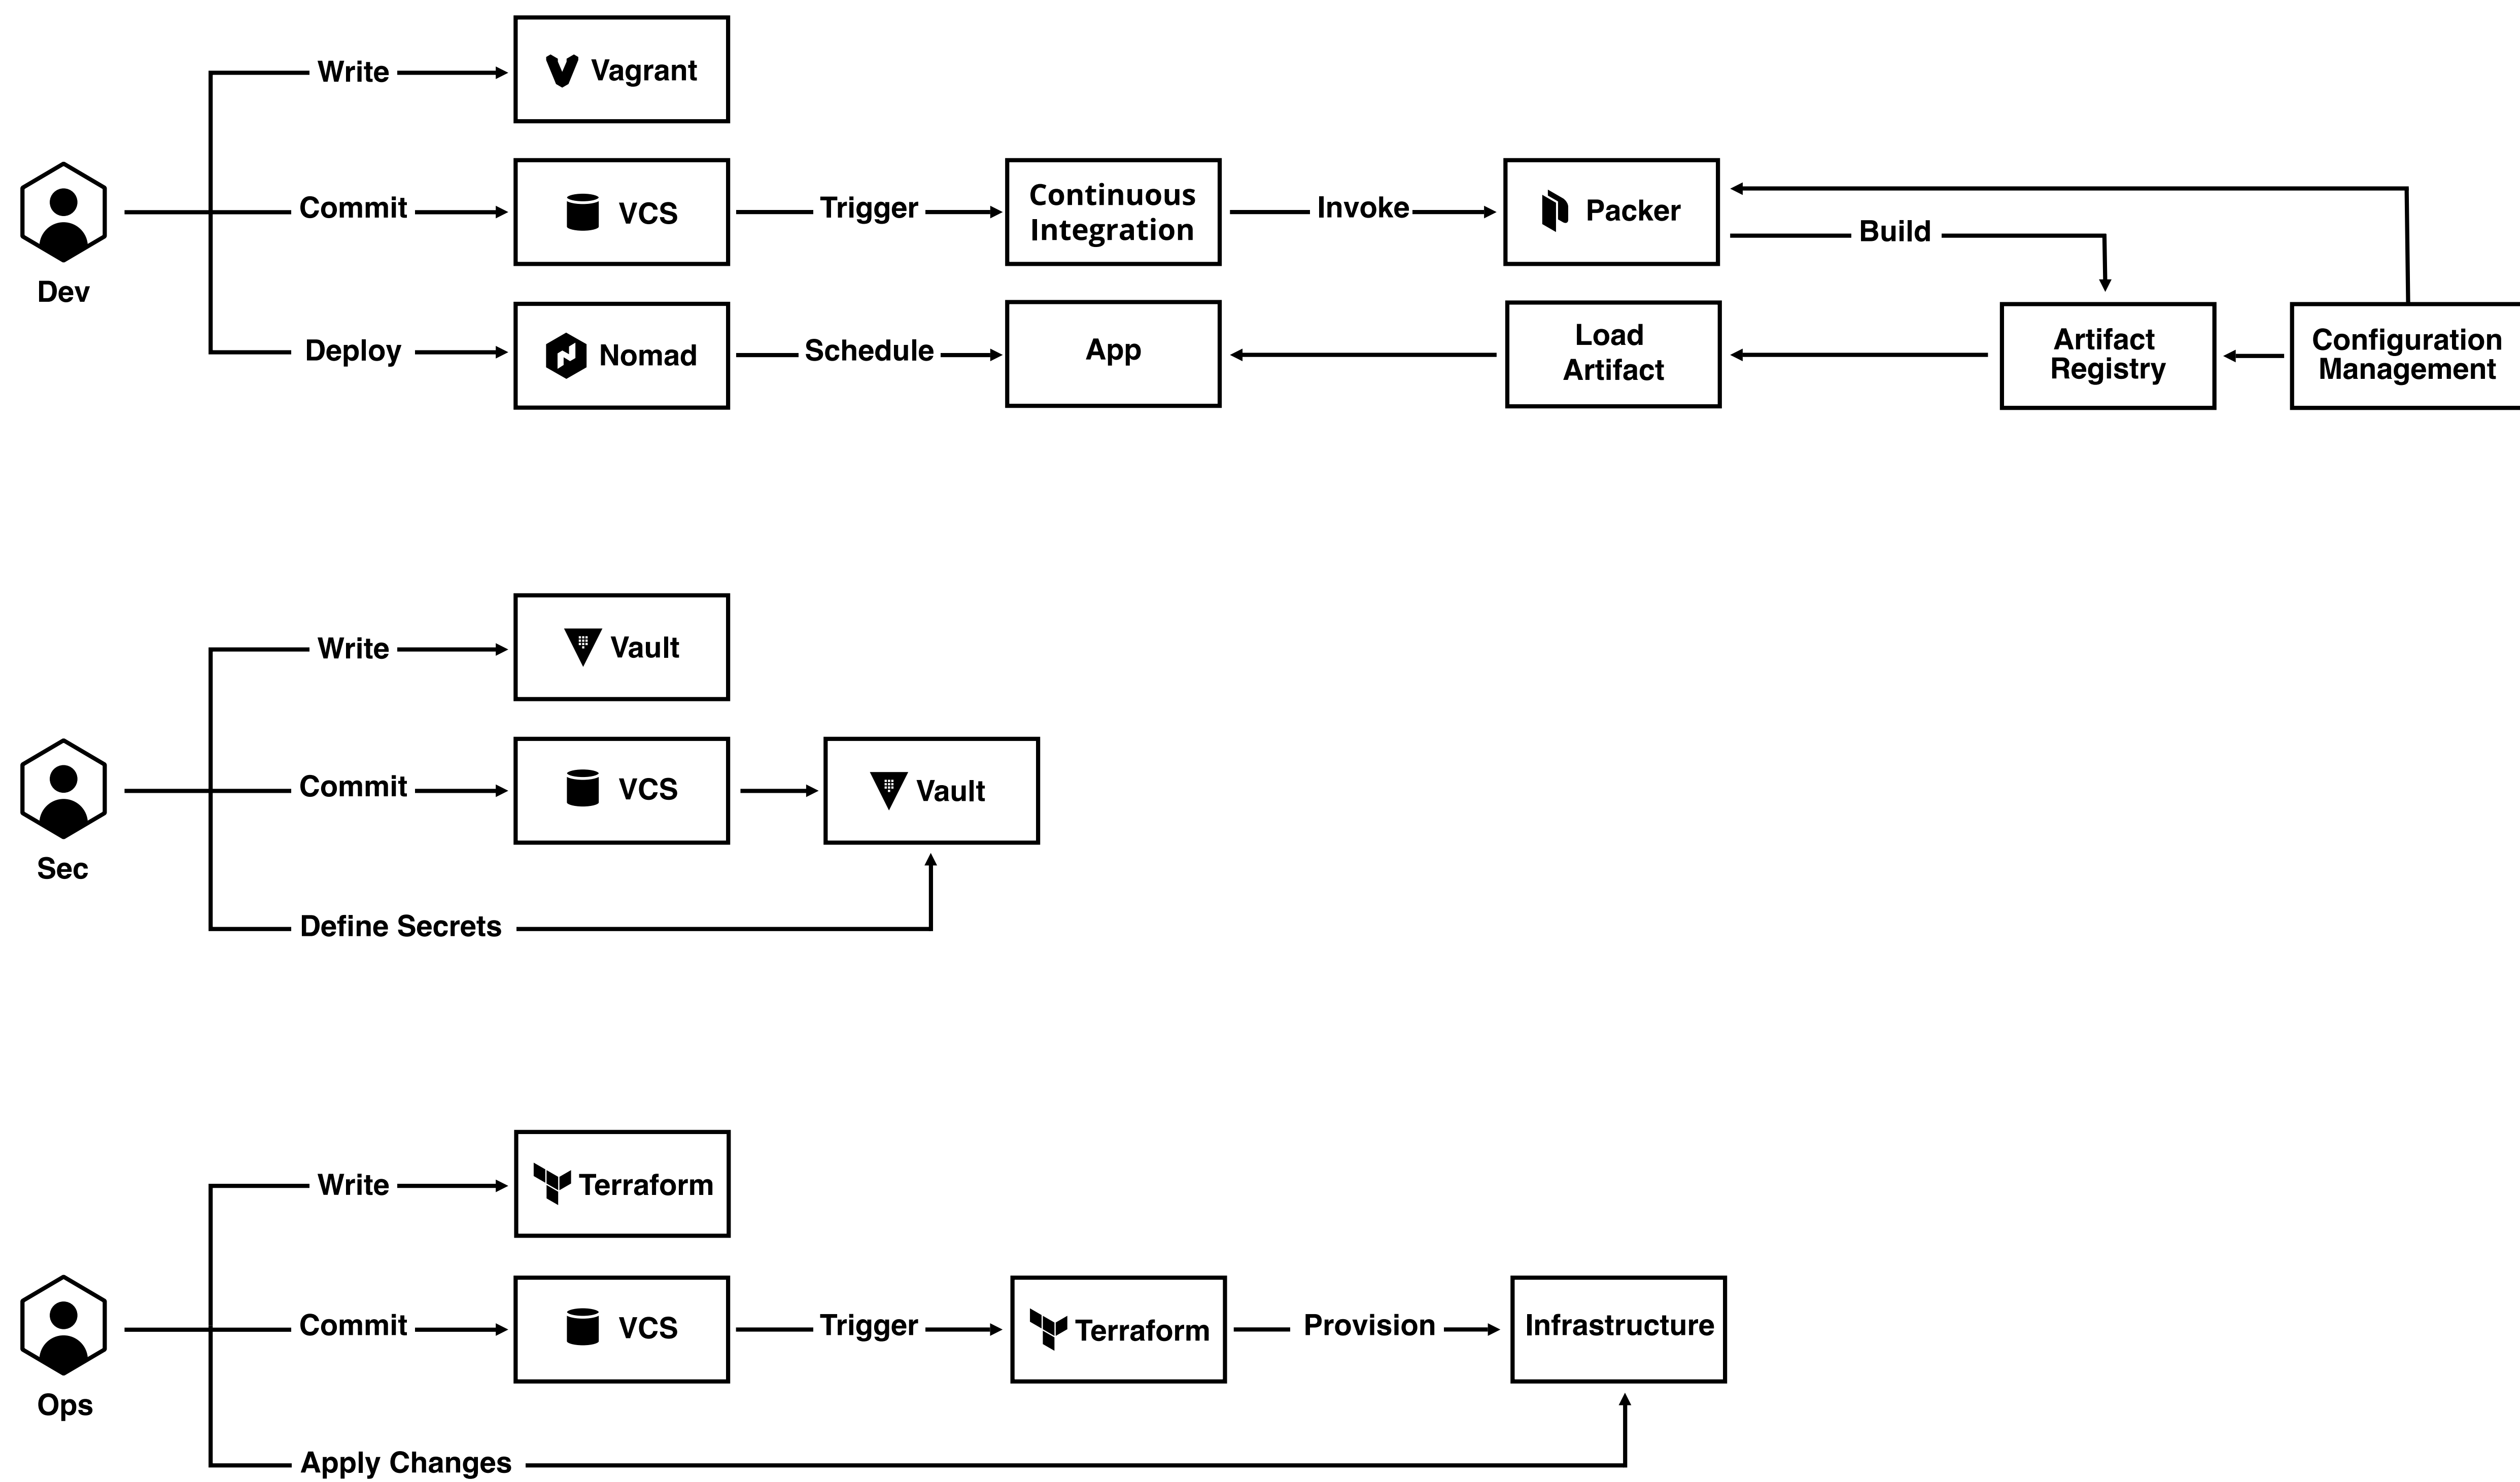 Write
Vagrant
Dev
Commit
VCS
Trigger
Continuous
Integration
Invoke
Packer
Build
Deploy
Nomad
Schedule
App
Load
Artifact
Artifact
Registry
Configuration
Management
Write
Vault
Sec
Commit
VCS
Vault
Define Secrets
Write
Terraform
Ops
Commit
VCS
Trigger
Terraform
Provision
Infrastructure
Apply Changes